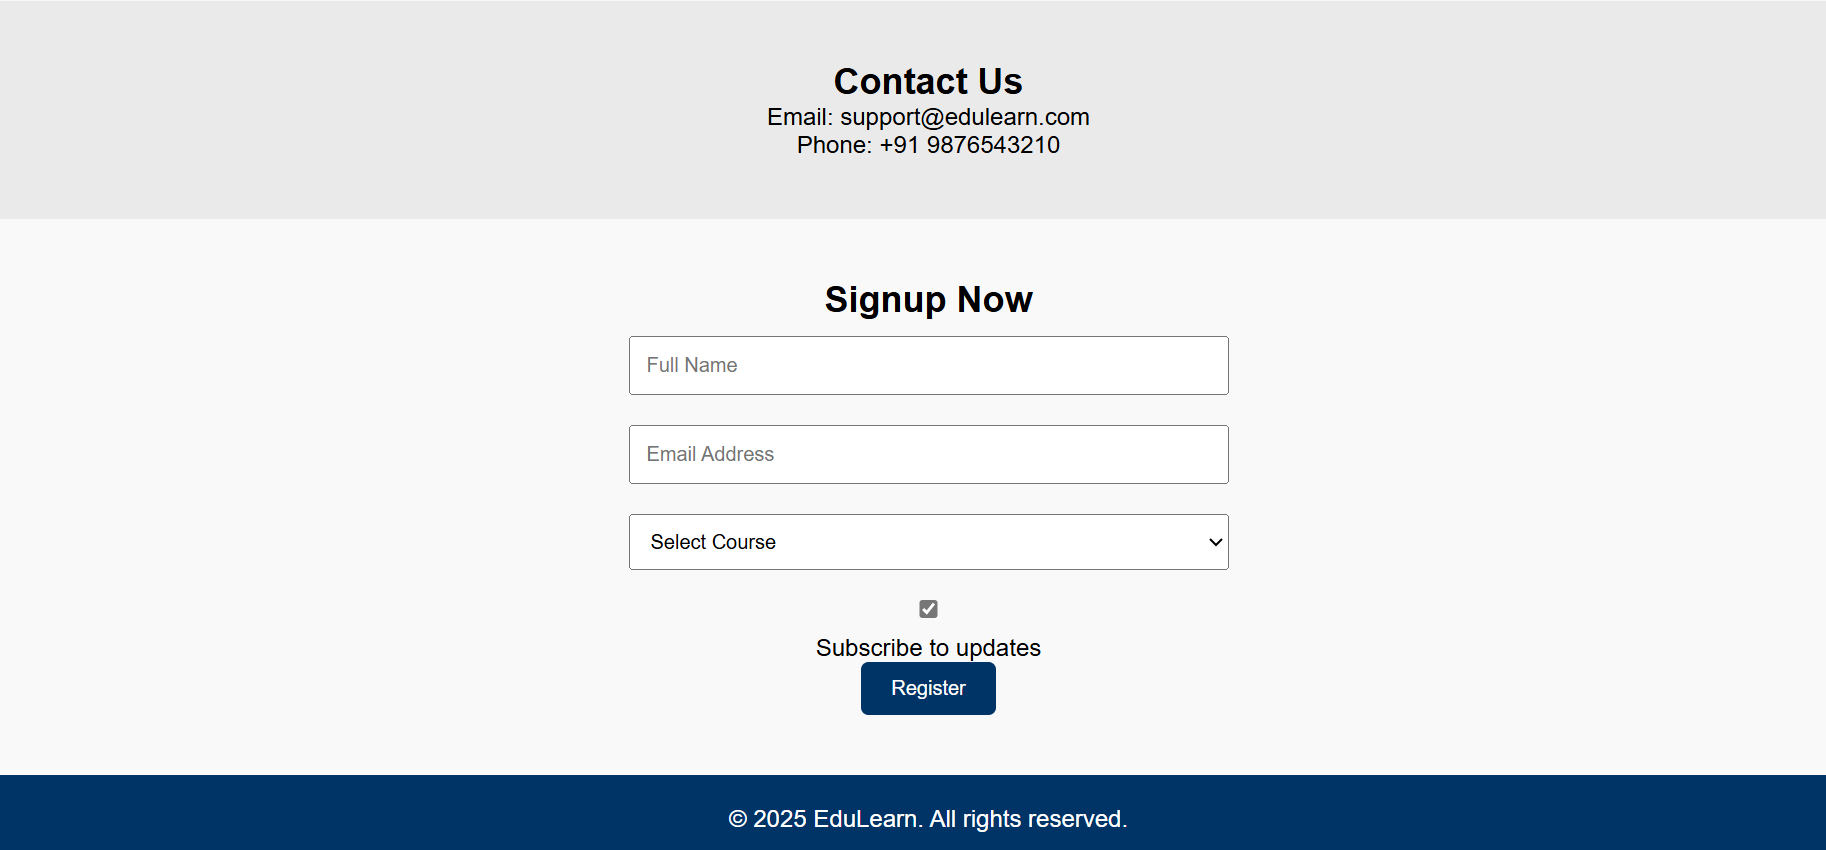 Contact Us
Email: support@edulearn.com
Phone: +91 9876543210
Signup Now
Full Name
Email Address
Select Course
Subscribe to updates
Register
© 2025 EduLearn. All rights reserved.